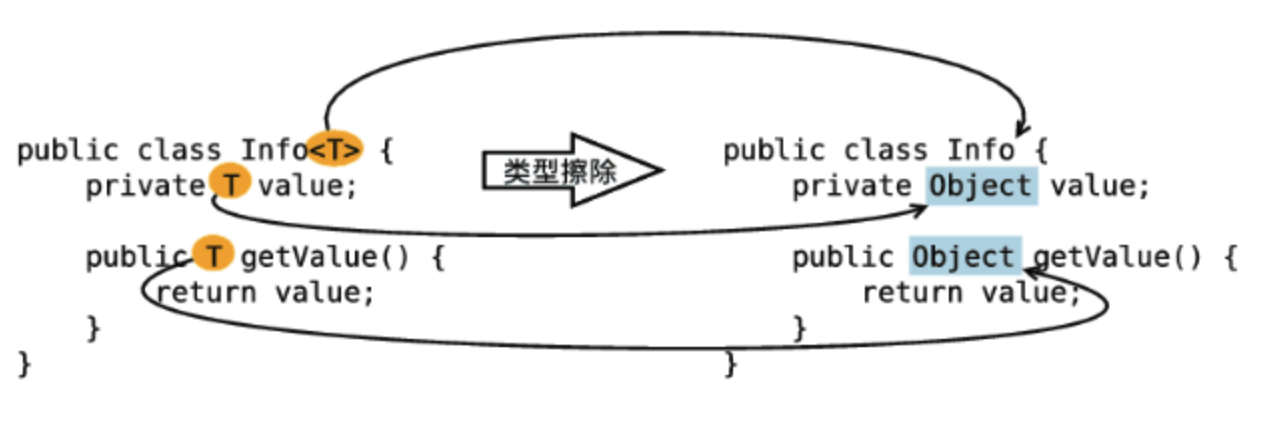 public class Info<T> {
    private T value;
    public T getValue() {
        return value;
    }
}
类型擦除
public class Info {
    private Object value;
    public Object getValue() {
        return value;
    }
}